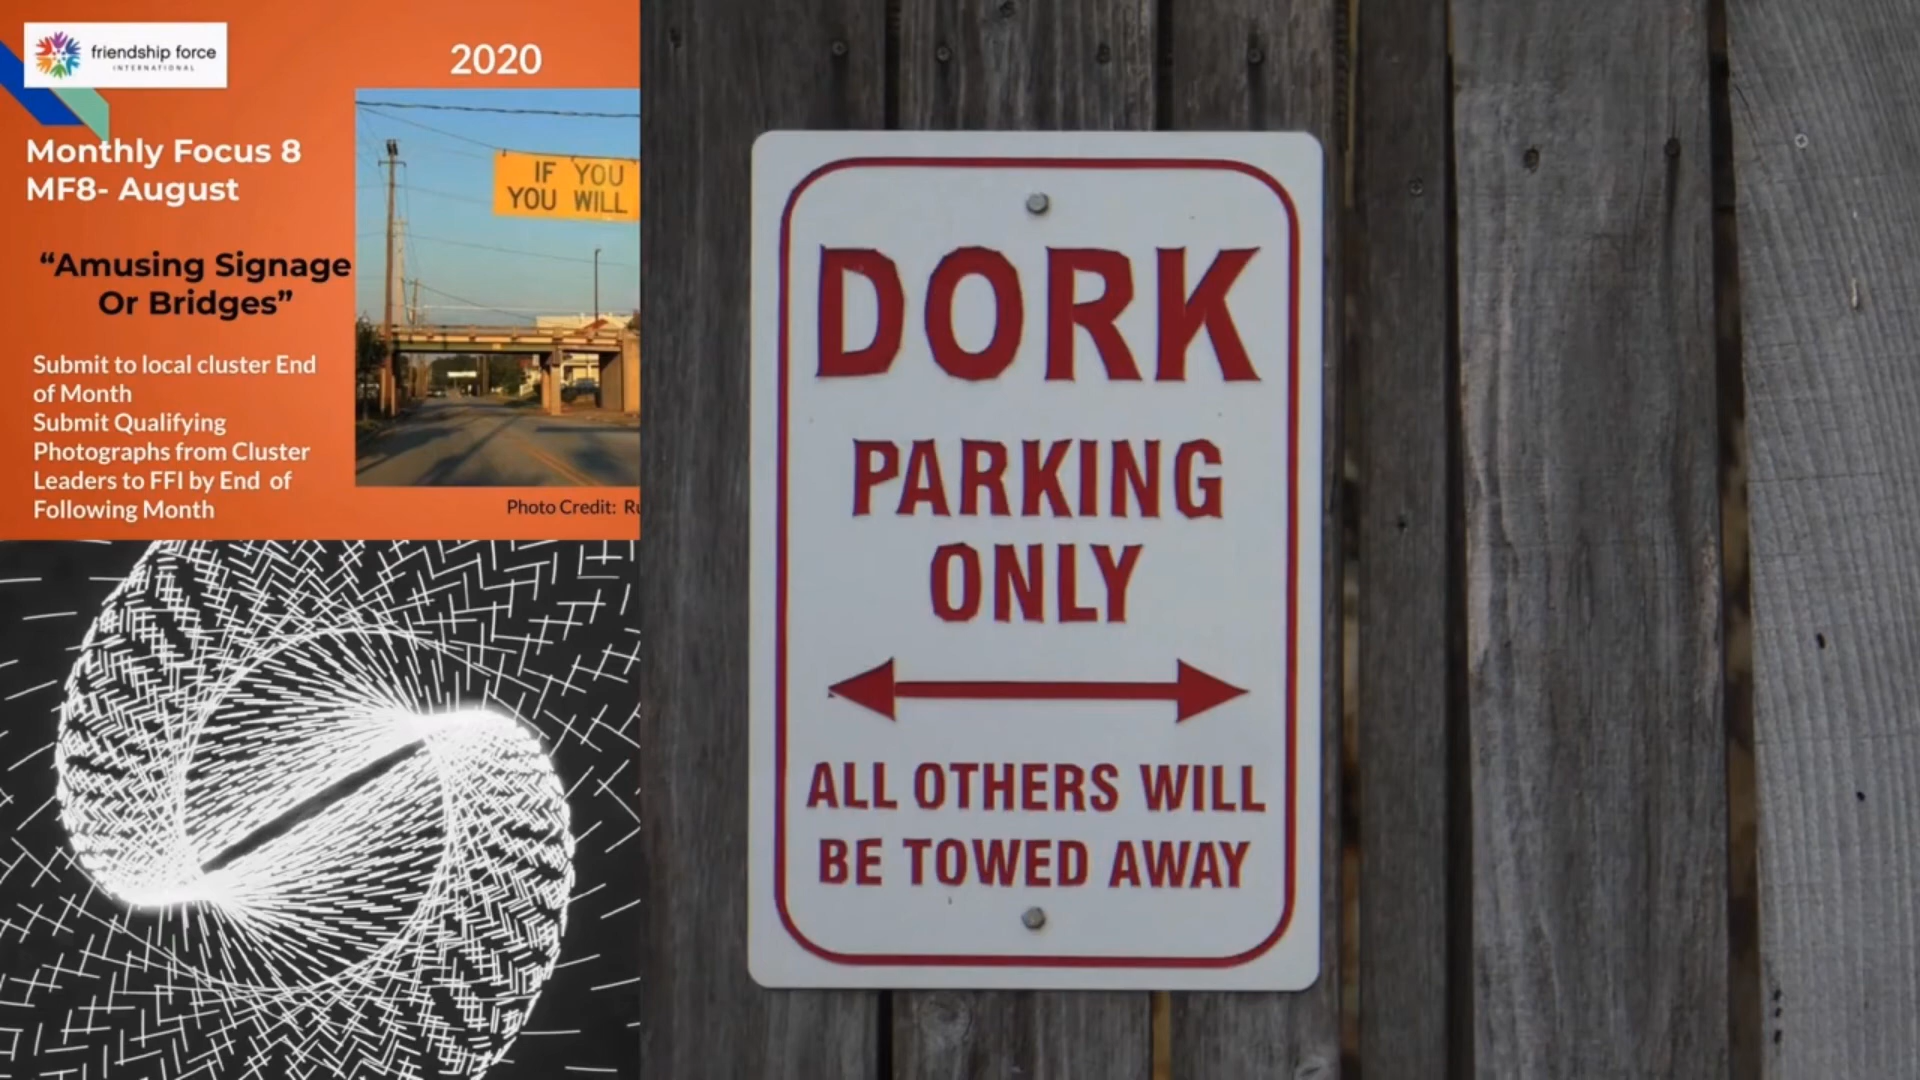 friendship force
INTERNATIONAL
2020
Monthly Focus 8
MF8- August
IF YOU
YOU WILL
“Amusing Signage
Or Bridges”
Submit to local cluster End
of Month
Submit Qualifying
Photographs from Cluster
Leaders to FFI by End of
Following Month
Photo Credit:
DORK
PARKING
ONLY
ALL OTHERS WILL
BE TOWED AWAY